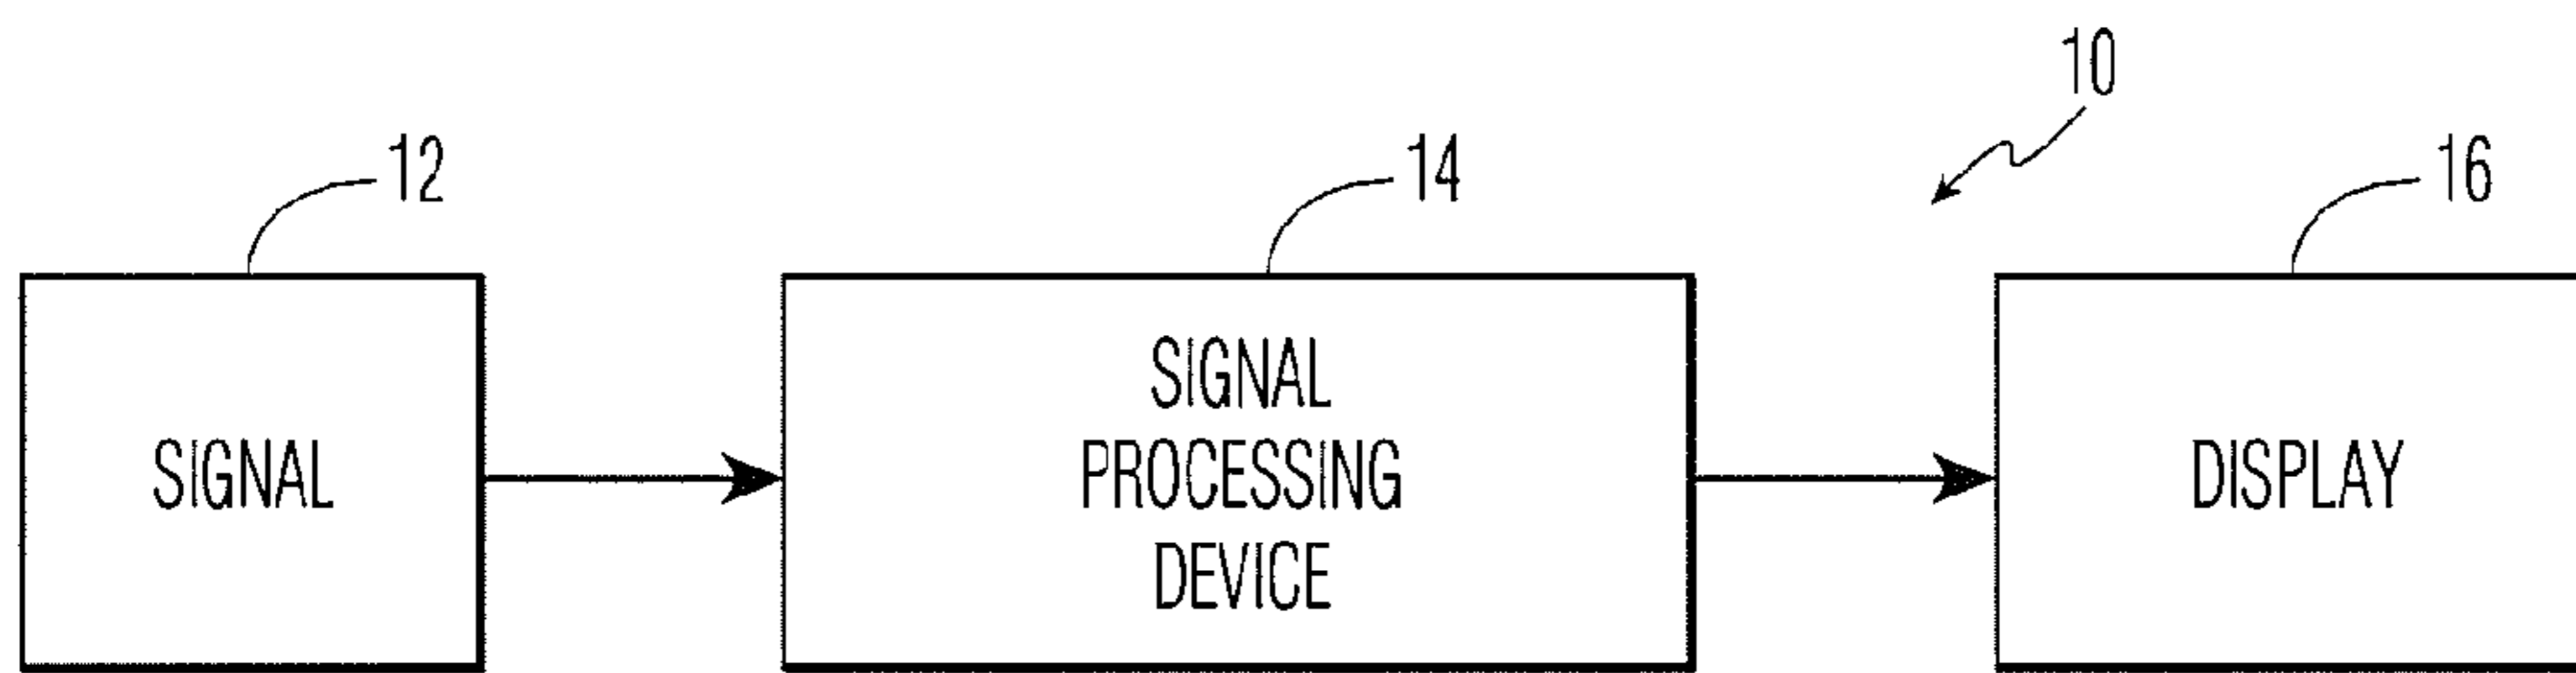 10
12
14
16
SIGNAL
SIGNAL
PROCESSING
DEVICE
DISPLAY